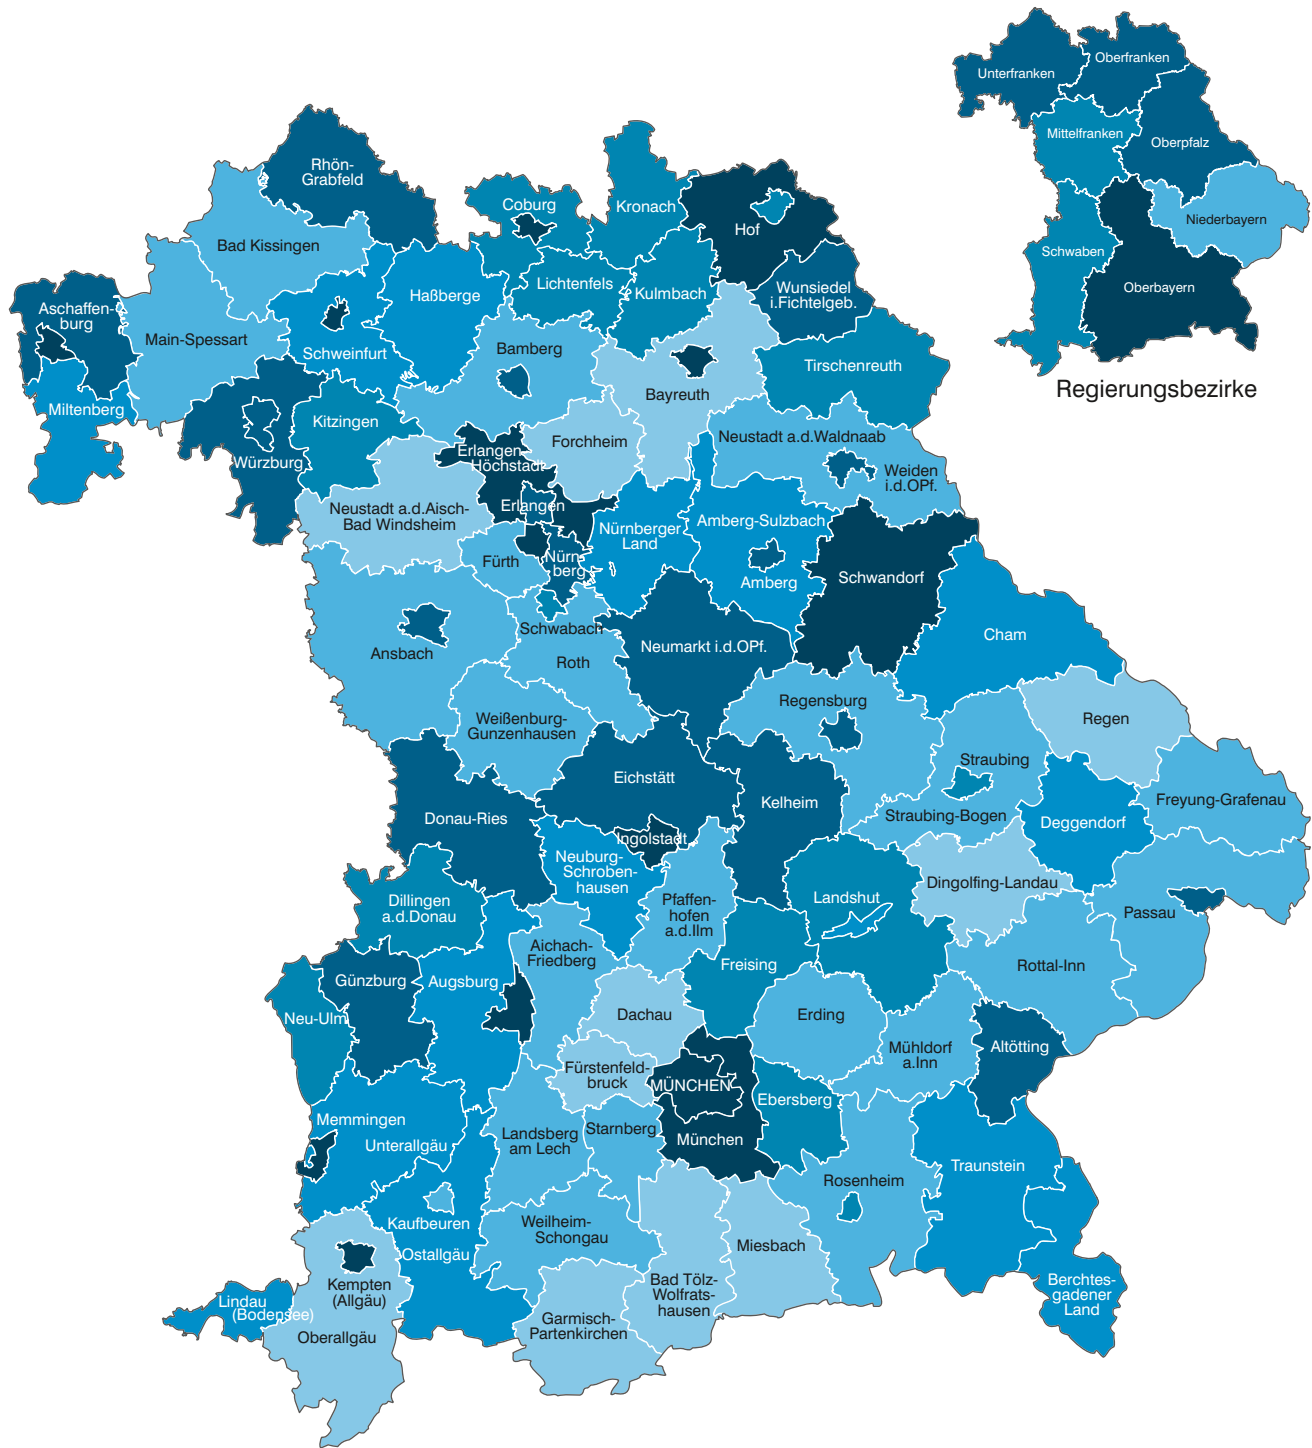 Unterfranken
Oberfranken
Mittelfranken
Oberpfalz
Niederbayern
Schwaben
Oberbayern
Regierungsbezirke
Rhön-
Grabfeld
Coburg
Kronach
Hof
Bad Kissingen
Haßberge
Lichtenfels
Kulmbach
Wunsiedel
i.Fichtelgeb.
Aschaffen-
burg
Main-Spessart
Schweinfurt
Bamberg
Bayreuth
Tirschenreuth
Miltenberg
Kitzingen
Würzburg
Erlangen-
Höchstadt
Forchheim
Neustadt a.d.Waldnaab
Weiden
i.d.OPf.
Neustadt a.d.Aisch-
Bad Windsheim
Erlangen
Nürnberger
Land
Amberg-Sulzbach
Fürth
Nürn-
berg
Amberg
Schwandorf
Ansbach
Schwabach
Roth
Neumarkt i.d.OPf.
Cham
Weißenburg-
Gunzenhausen
Regensburg
Regen
Straubing
Eichstätt
Kelheim
Freyung-Grafenau
Donau-Ries
Straubing-Bogen
Deggendorf
Ingolstadt
Neuburg-
Schroben-
hausen
Dingolfing-Landau
Dillingen
a.d.Donau
Pfaffen-
hofen
a.d.Ilm
Landshut
Passau
Aichach-
Friedberg
Freising
Rottal-Inn
Günzburg
Augsburg
Neu-Ulm
Dachau
Erding
Mühldorf
a.Inn
Altötting
Fürstenfeld-
bruck
MÜNCHEN
Ebersberg
Memmingen
Unterallgäu
Landsberg
am Lech
Starnberg
München
Traunstein
Rosenheim
Kaufbeuren
Ostallgäu
Weilheim-
Schongau
Miesbach
Kempten
(Allgäu)
Bad Tölz-
Wolfrats-
hausen
Berchtes-
gadener
Land
Lindau
(Bodensee)
Oberallgäu
Garmisch-
Partenkirchen